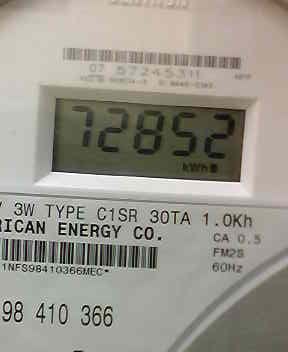 07 57245311
72852
kWh
3W TYPE C1SR 30TA 1.0Kh
RICAN ENERGY CO.
CA 0.5
FM2S
60Hz
1NFS98410366MEC*
98 410 366